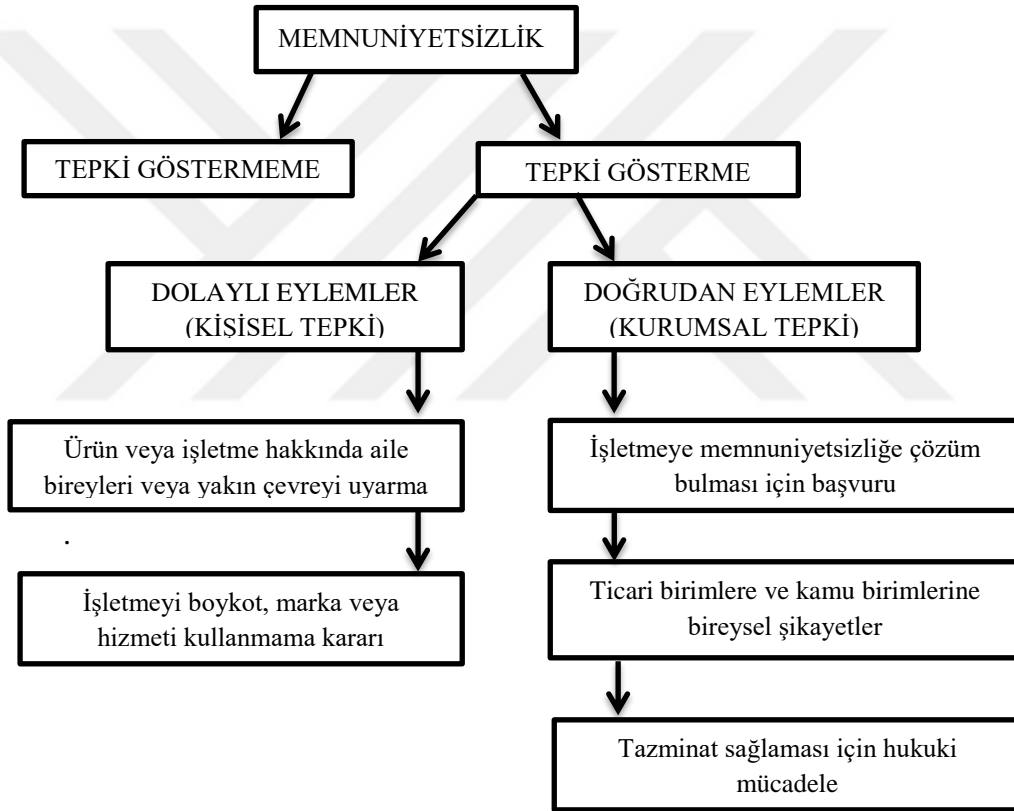 MEMNUNİYETSİZLİK
TEPKİ GÖSTERMEME
TEPKİ GÖSTERME
DOLAYLI EYLEMLER
(KİŞİSEL TEPKİ)
DOĞRUDAN EYLEMLER
(KURUMSAL TEPKİ)
Ürün veya işletme hakkında aile
bireyleri veya yakın çevreyi uyarma
İşletmeye memnuniyetsizliğe çözüm
bulması için başvuru
.
İşletmeyi boykot, marka veya
hizmeti kullanmama kararı
Ticari birimlere ve kamu birimlerine
bireysel şikayetler
Tazminat sağlaması için hukuki
mücadele